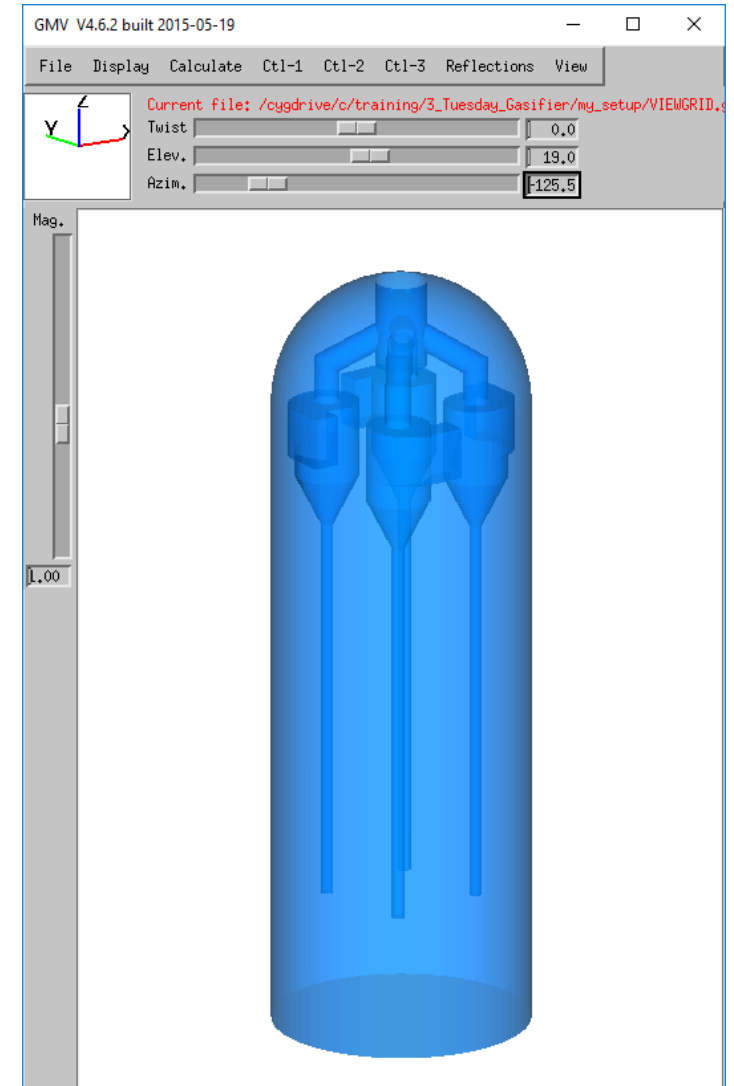 GMV V4.6.2 built 2015-05-19
File Display Calculate Ctl-1 Ctl-2 Ctl-3 Reflections View
Current file: /cygdrive/c/training/3_Tuesday_Gasifier/my_setup/VIEWGRID.
Z
Y
Twist 0.0
Elev. 19.0
Azim. -125.5
Mag.
1.00